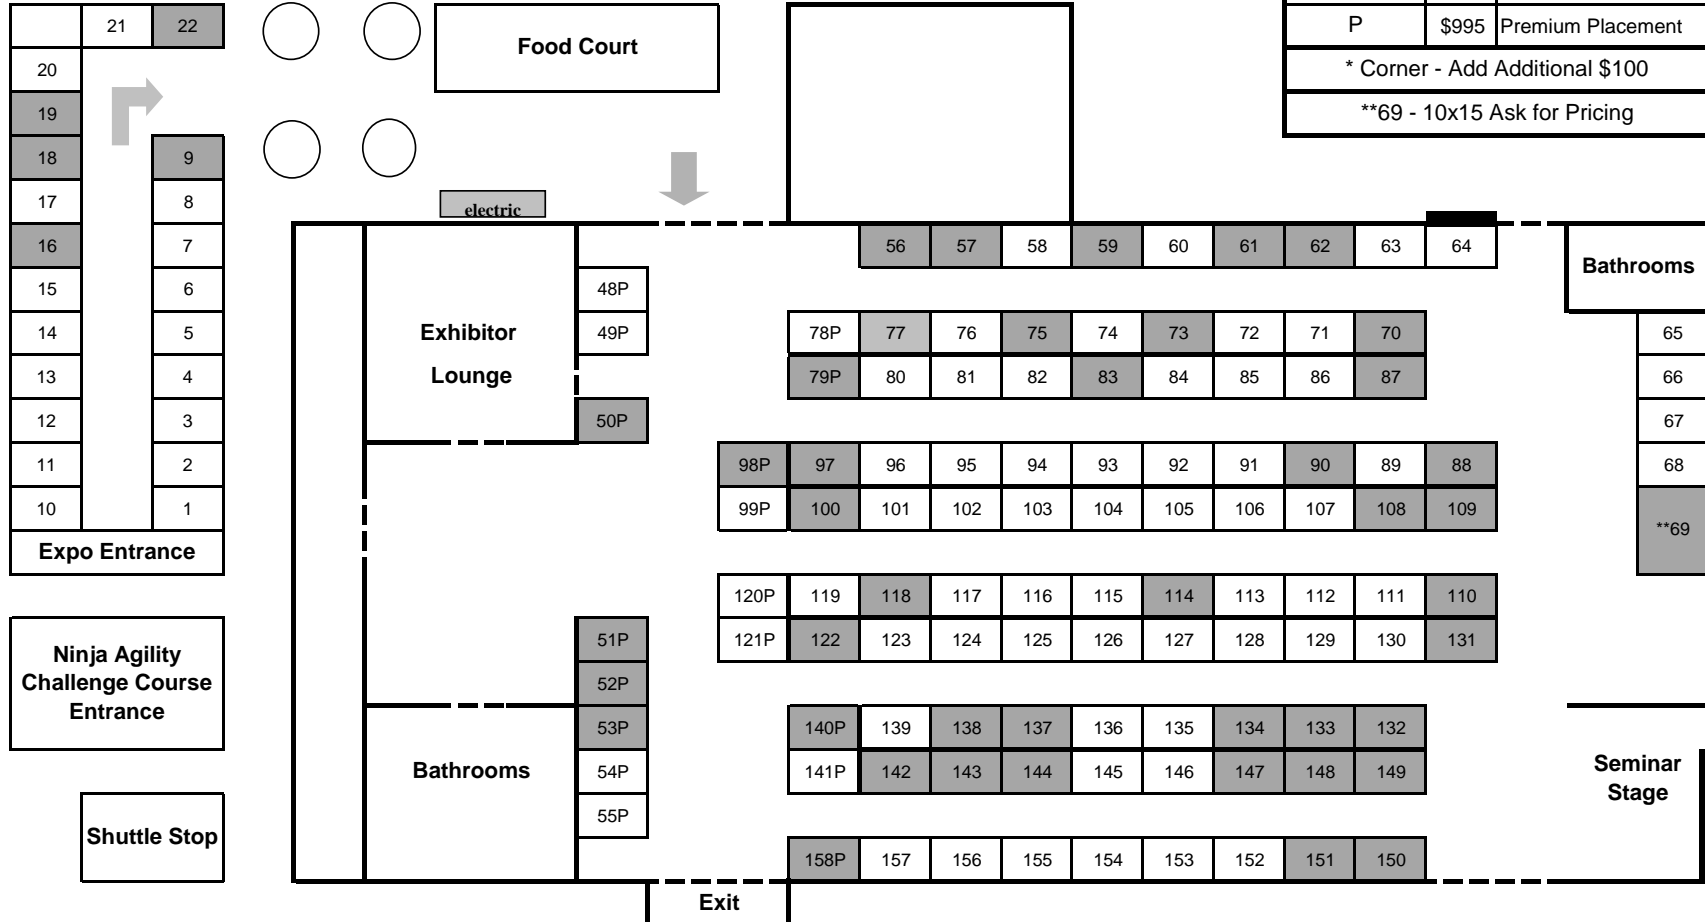 21 22 Food Court P $995 Premium Placement
20 * Corner - Add Additional $100
19 **69 - 10x15 Ask for Pricing
18 9
17 8 electric
16 7 56 57 58 59 60 61 62 63 64
Bathrooms
15 6 48P
14 5 Exhibitor 49P 78P 77 76 75 74 73 72 71 70 65
13 4 Lounge 79P 80 81 82 83 84 85 86 87 66
12 3 50P 67
11 2 98P 97 96 95 94 93 92 91 90 89 88 68
10 1 99P 100 101 102 103 104 105 106 107 108 109
**69
Expo Entrance
120P 119 118 117 116 115 114 113 112 111 110
51P 121P 122 123 124 125 126 127 128 129 130 131
Ninja Agility
Challenge Course
Entrance
52P
53P 140P 139 138 137 136 135 134 133 132
Bathrooms 54P 141P 142 143 144 145 146 147 148 149
Seminar
Stage
55P
Shuttle Stop
158P 157 156 155 154 153 152 151 150
Exit